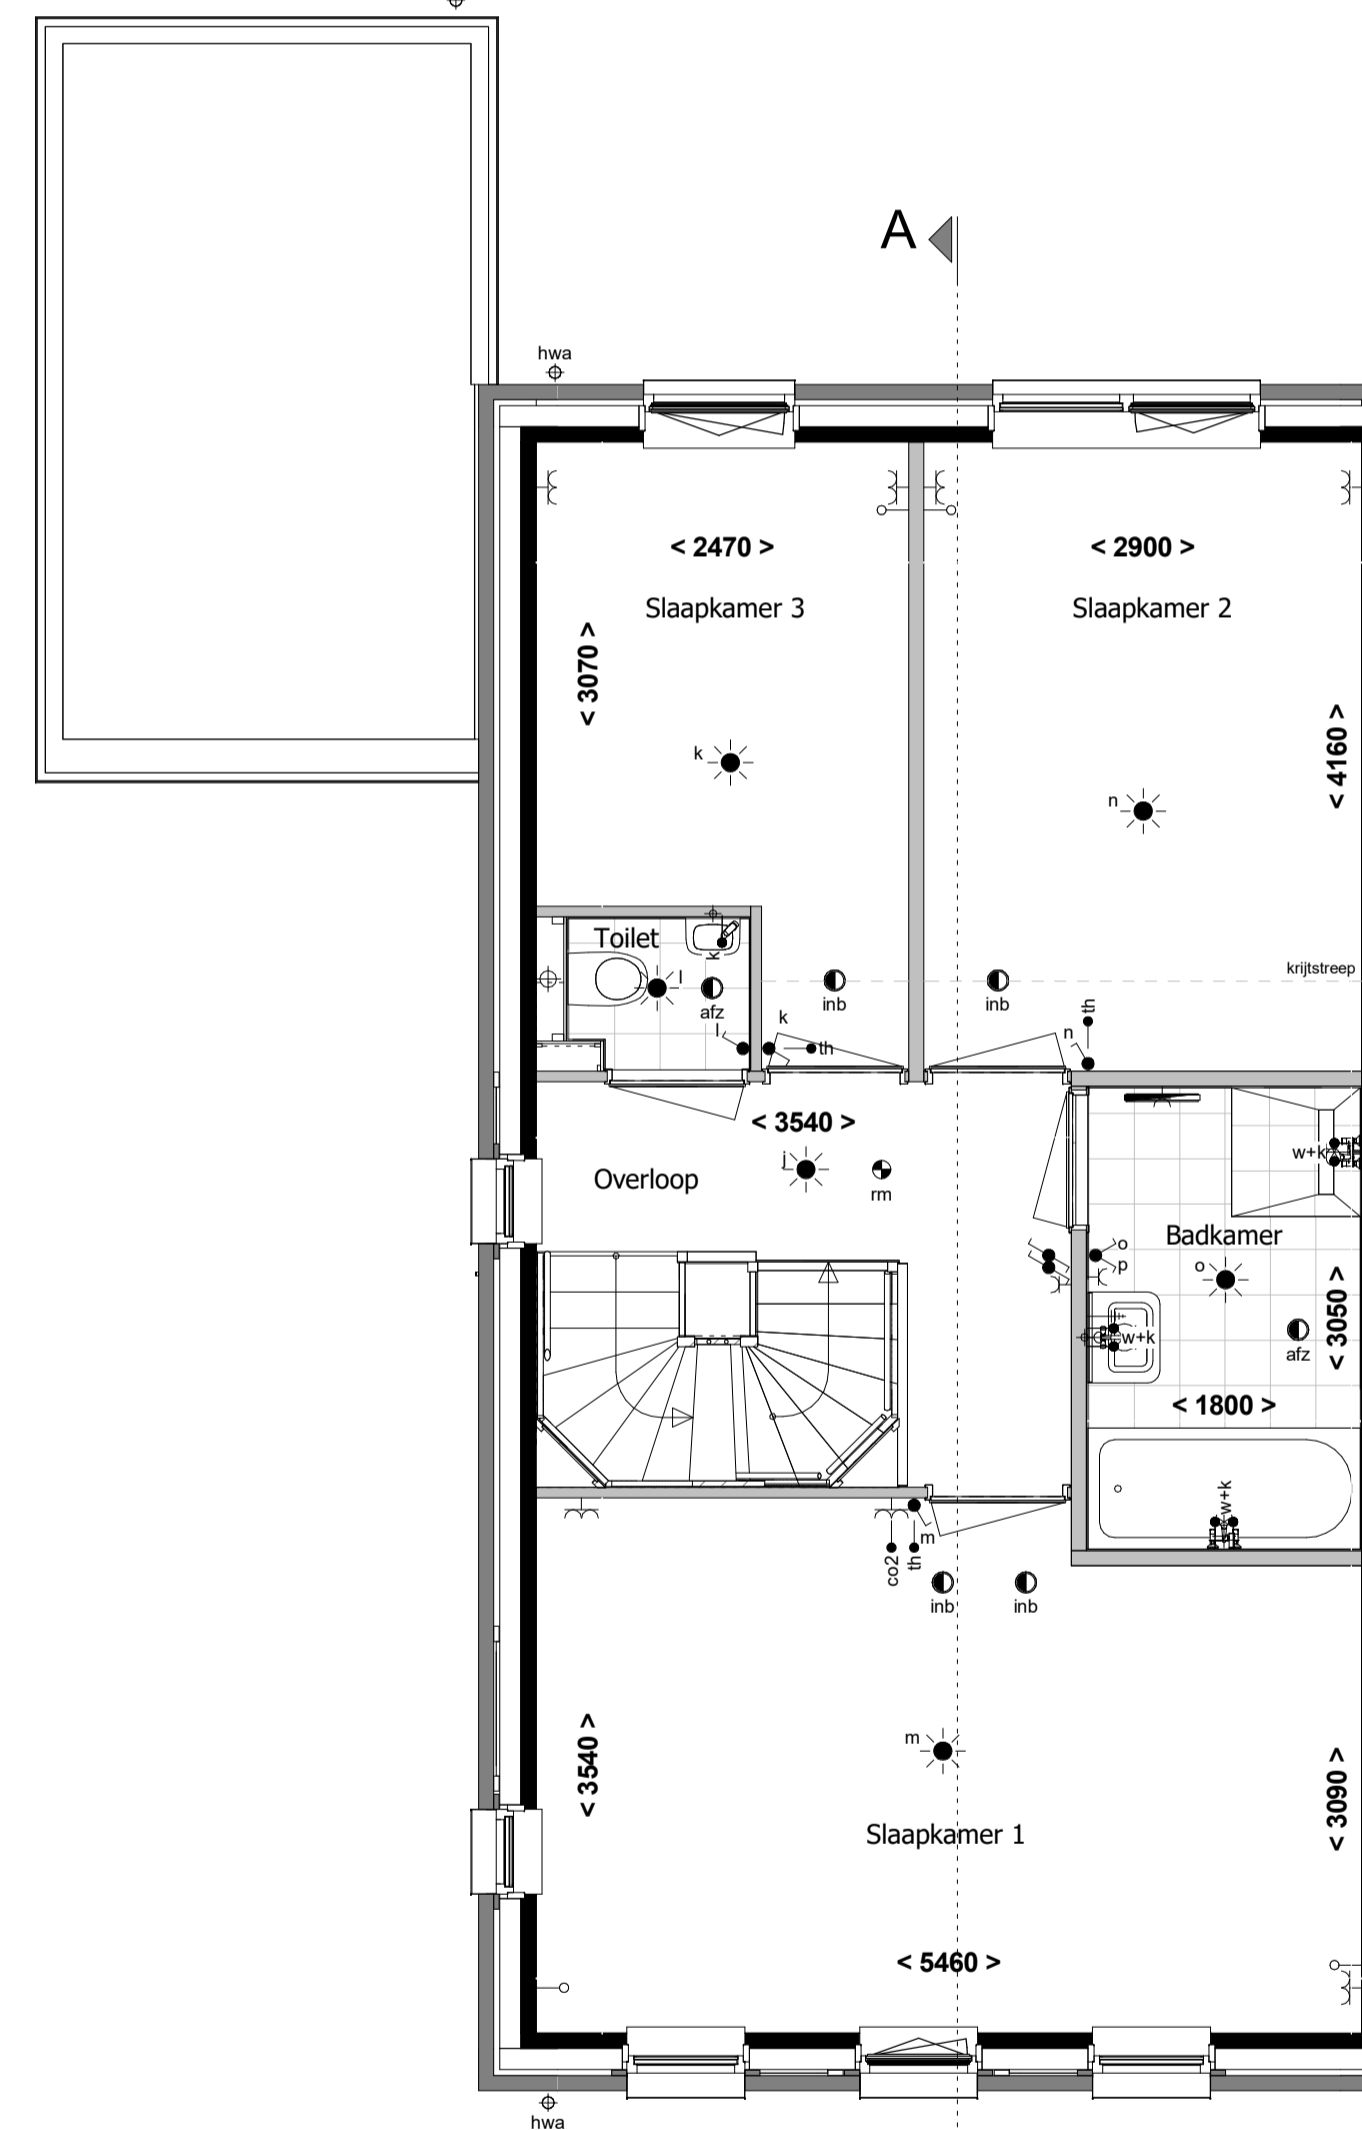 A
hwa
< 2470 >
< 2900 >
Slaapkamer 3
Slaapkamer 2
< 3070 >
< 4160 >
k
n
Toilet
k
l
afz
inb
inb
krijtstreep
l
k
th
n
th
< 3540 >
j
Overloop
rm
w+k
Badkamer
o
p
o
w+k
afz
< 3050 >
< 1800 >
w+k
m
co2
th
inb
inb
m
< 3540 >
< 3090 >
Slaapkamer 1
< 5460 >
hwa